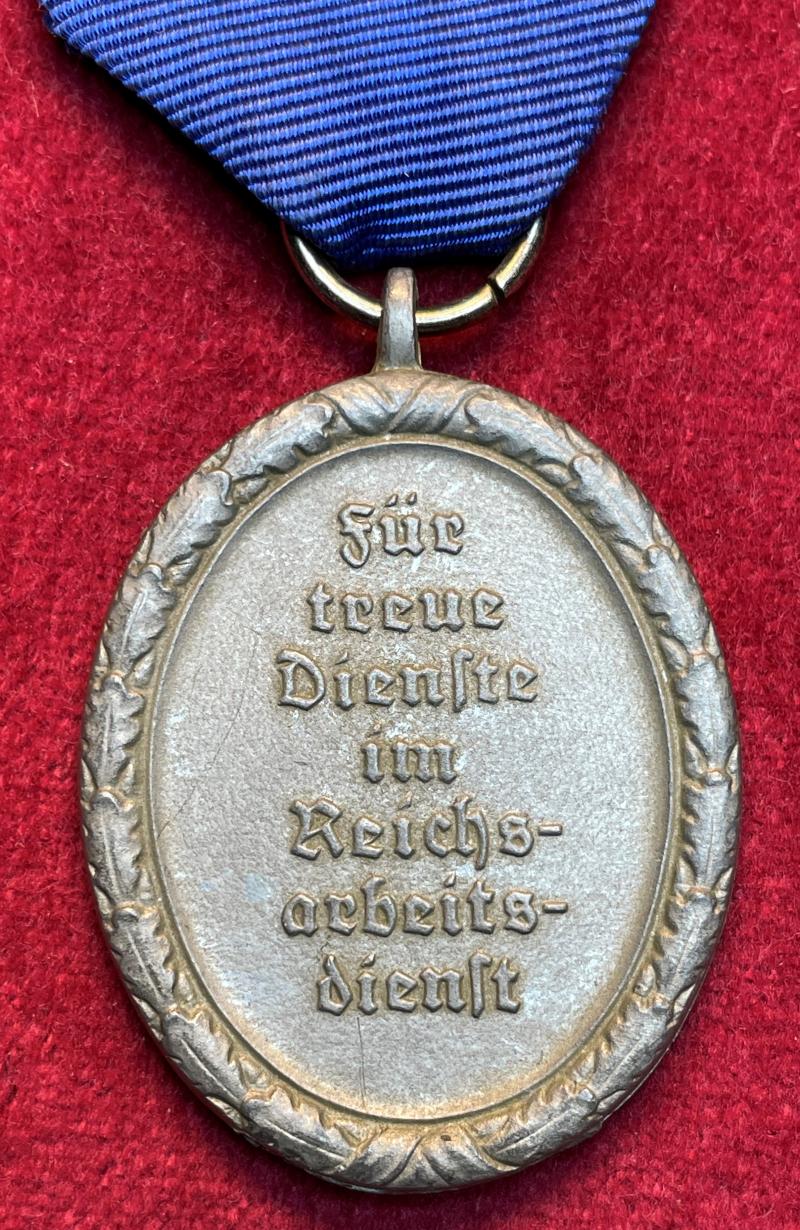 Für
treue
Dienſte
im
Reichs-
arbeits-
dienſt